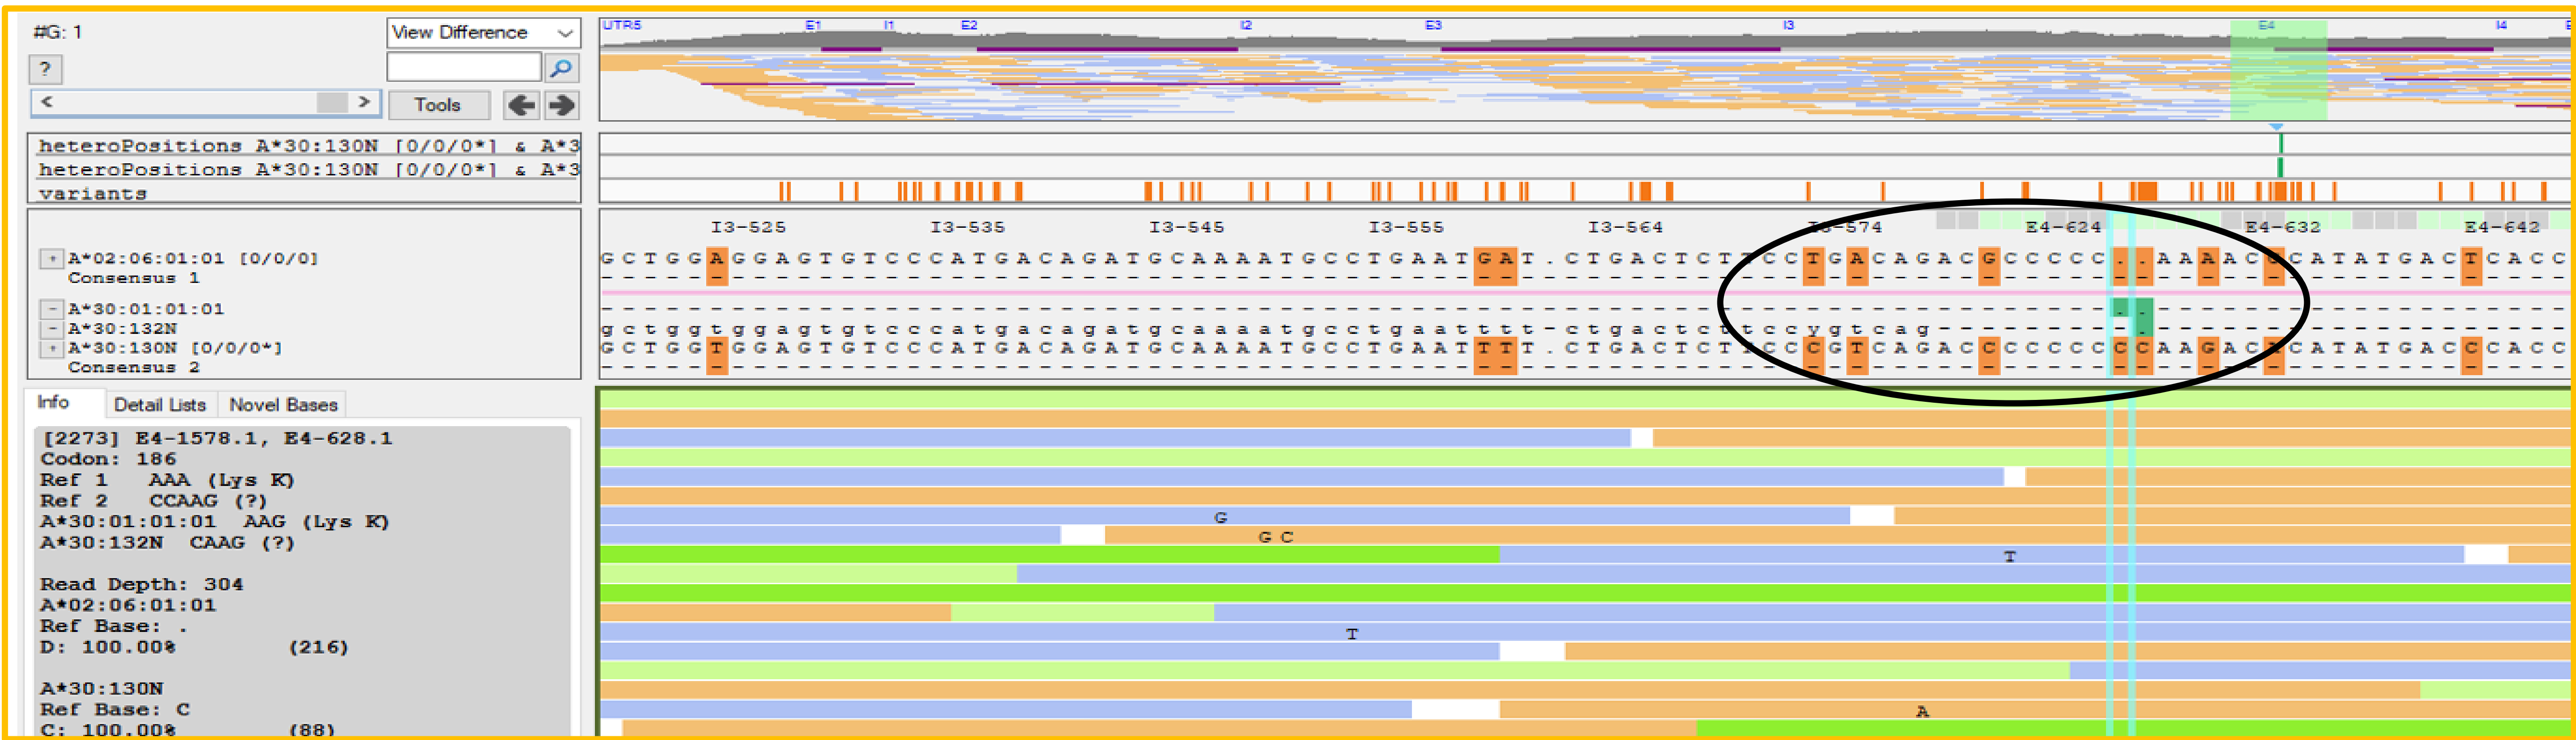 #G: 1
View Difference
?
Tools
UTR5 E1 I1 E2 I2 E3 I3 E4 I4 E
heteroPositions A*30:130N [0/0/0*] & A*3
heteroPositions A*30:130N [0/0/0*] & A*3
variants
I3-525 I3-535 I3-545 I3-555 I3-564 I3-574 E4-624 E4-632 E4-642
A*02:06:01:01 [0/0/0] GCTGGAGGAGTGTCCCATGACAGATGCAAAATGCCTGAATGAT.CTGACTCTTCCTGACAGACGCCCCC..AAAACGCATATGACTCACC
Consensus 1
A*30:01:01:01
A*30:132N gctggtggagtgtcccatgacagatgcaaaatgcctgaatttt-ctgactcttccygtcag
A*30:130N [0/0/0*] GCTGGTGGAGTGTCCCATGACAGATGCAAAATGCCTGAATTTT.CTGACTCTTCCCGTCAGACCCCCCCCCAAGACACATATGACCCACC
Consensus 2
Info Detail Lists Novel Bases
[2273] E4-1578.1, E4-628.1
Codon: 186
Ref 1 AAA (Lys K)
Ref 2 CCAAG (?)
A*30:01:01:01 AAG (Lys K)
A*30:132N CAAG (?)
Read Depth: 304
A*02:06:01:01
Ref Base: .
D: 100.00% (216)
A*30:130N
Ref Base: C
C: 100.00% (88)
G
G C
T
T
A